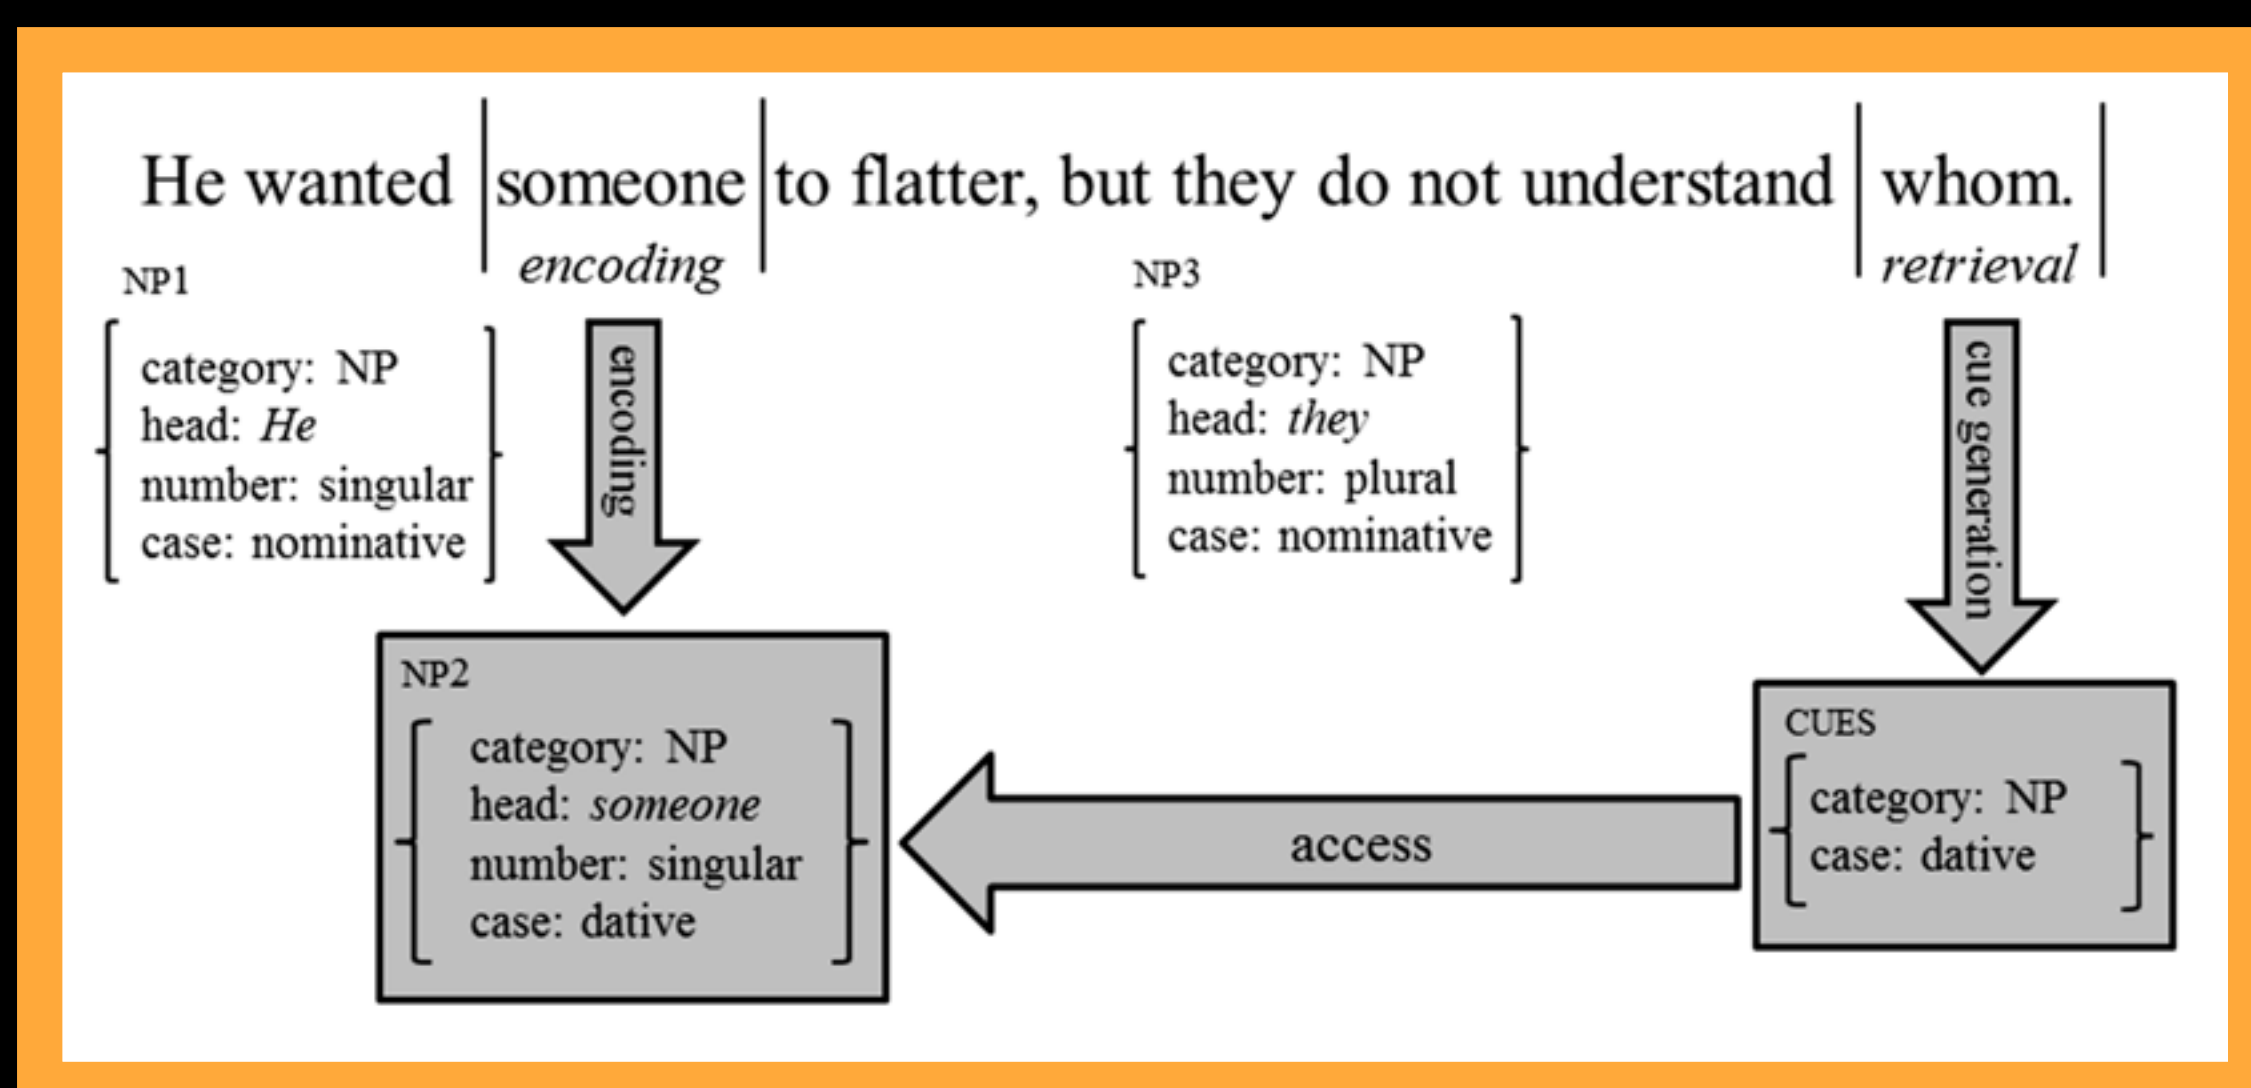 He wanted someone to flatter, but they do not understand whom.
encoding
retrieval
NP1
category: NP
head: He
number: singular
case: nominative
encoding
NP3
category: NP
head: they
number: plural
case: nominative
cue generation
NP2
category: NP
head: someone
number: singular
case: dative
access
CUES
category: NP
case: dative